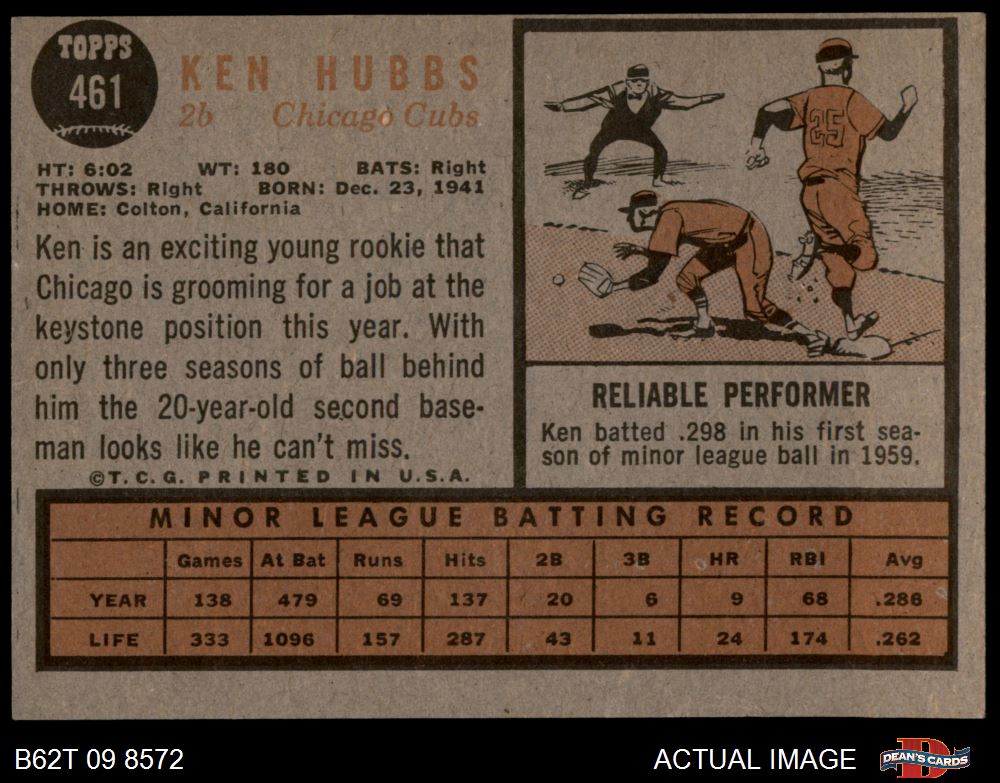 TOPPS
461
KEN HUBBS
2b Chicago Cubs
HT: 6:02 WT: 180 BATS: Right
THROWS: Right BORN: Dec. 23, 1941
HOME: Colton, California
Ken is an exciting young rookie that
Chicago is grooming for a job at the
keystone position this year. With
only three seasons of ball behind
him the 20-year-old second base-
man looks like he can't miss.
©T.C.G. PRINTED IN U.S.A.
25
RELIABLE PERFORMER
Ken batted .298 in his first sea-
son of minor league ball in 1959.
MINOR LEAGUE BATTING RECORD
Games At Bat Runs Hits 2B 3B HR RBI Avg
YEAR 138 479 69 137 20 6 9 68 .286
LIFE 333 1096 157 287 43 11 24 174 .262
B62T 09 8572
ACTUAL IMAGE
DEAN'S CARDS